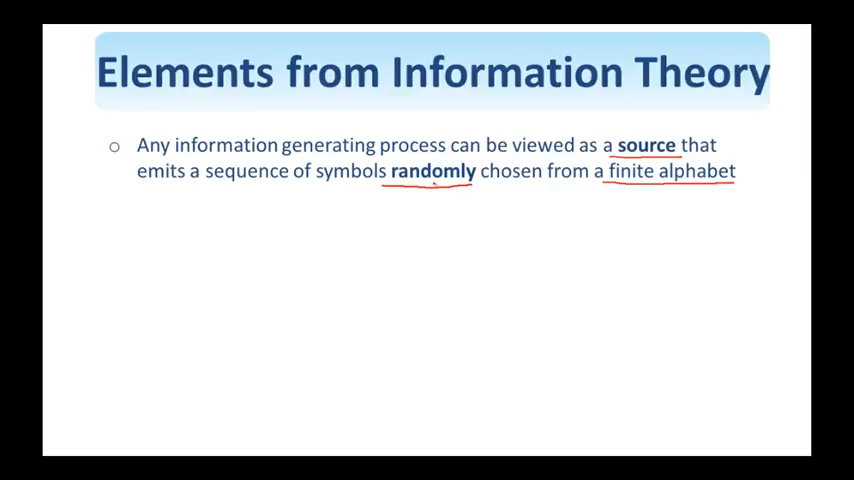 Elements from Information Theory
○ Any information generating process can be viewed as a source that
emits a sequence of symbols randomly chosen from a finite alphabet